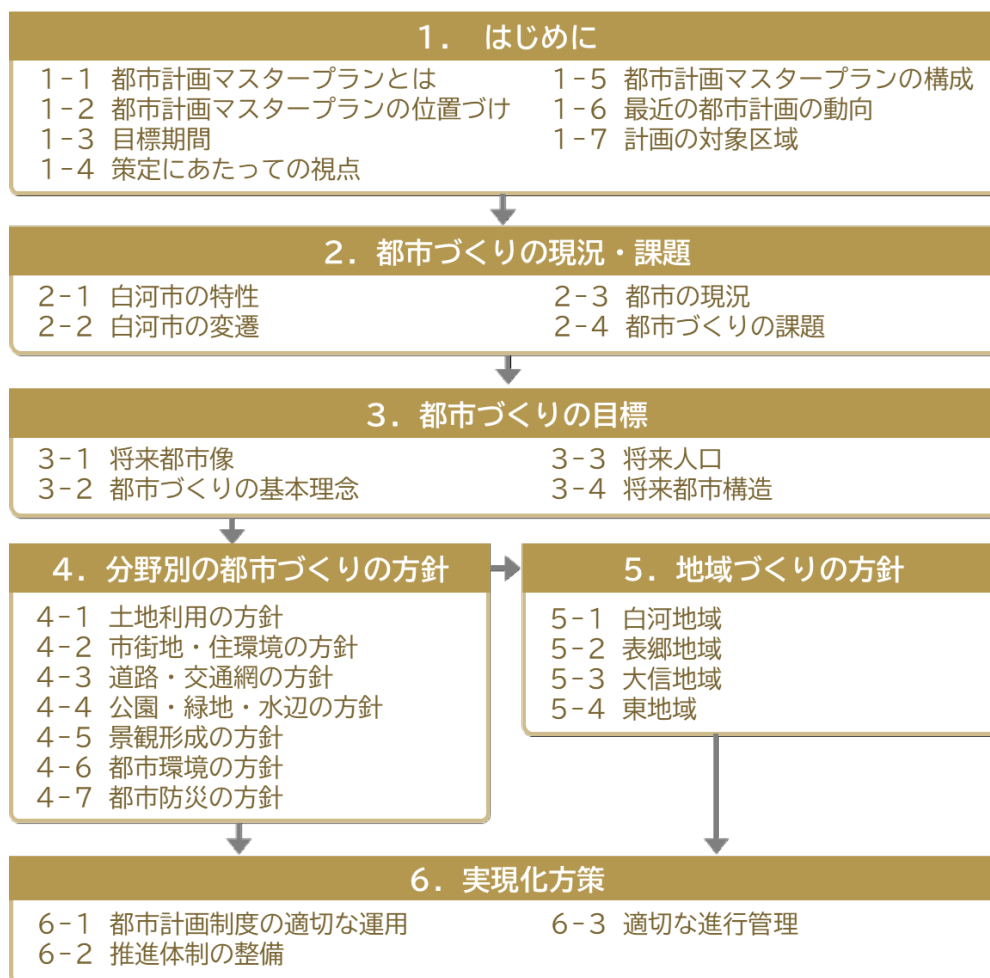 1. はじめに
1-1 都市計画マスタープランとは
1-2 都市計画マスタープランの位置づけ
1-3 目標期間
1-4 策定にあたっての視点
1-5 都市計画マスタープランの構成
1-6 最近の都市計画の動向
1-7 計画の対象区域
2. 都市づくりの現況・課題
2-1 白河市の特性
2-2 白河市の変遷
2-3 都市の現況
2-4 都市づくりの課題
3. 都市づくりの目標
3-1 将来都市像
3-2 都市づくりの基本理念
3-3 将来人口
3-4 将来都市構造
4. 分野別の都市づくりの方針
4-1 土地利用の方針
4-2 市街地・住環境の方針
4-3 道路・交通網の方針
4-4 公園・緑地・水辺の方針
4-5 景観形成の方針
4-6 都市環境の方針
4-7 都市防災の方針
5. 地域づくりの方針
5-1 白河地域
5-2 表郷地域
5-3 大信地域
5-4 東地域
6. 実現化方策
6-1 都市計画制度の適切な運用
6-2 推進体制の整備
6-3 適切な進行管理